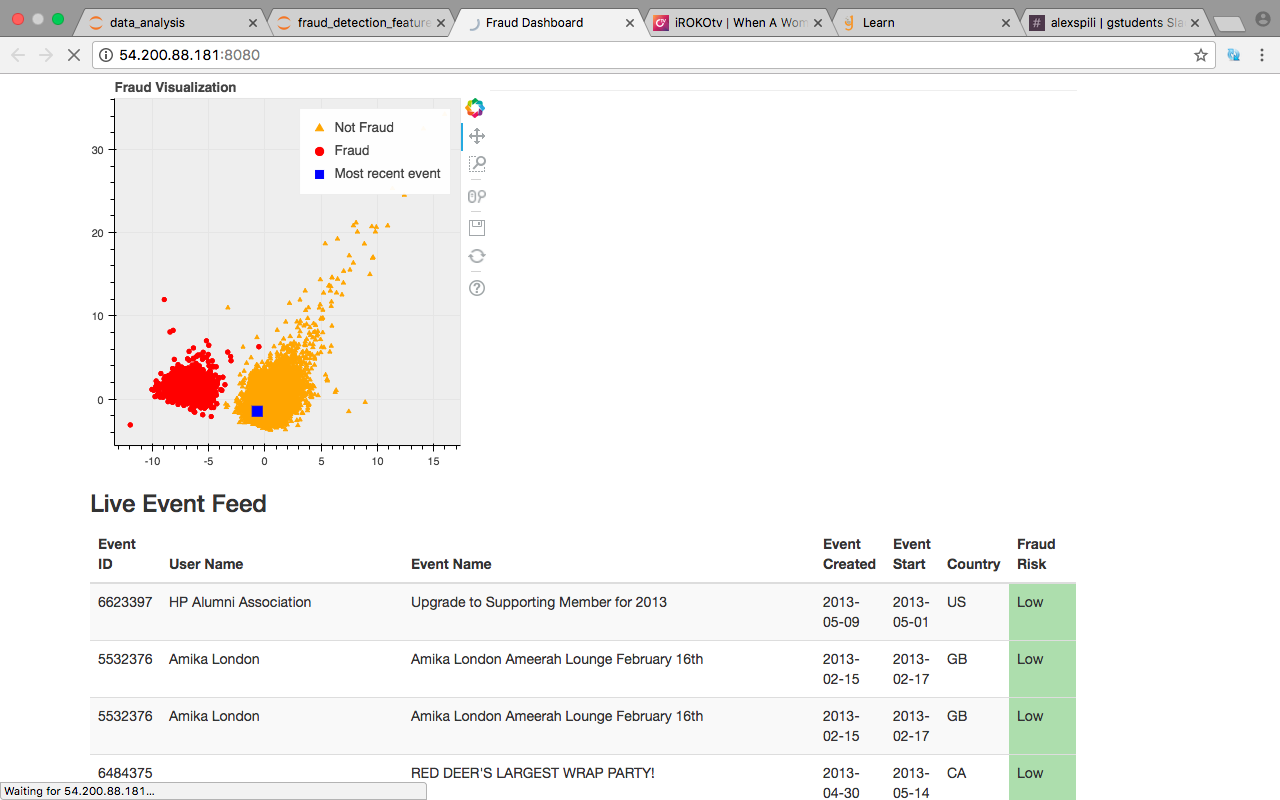 data_analysis
fraud_detection_feature
Fraud Dashboard
iROKOtv | When A Wom
Learn
alexspili | gstudents Sla
54.200.88.181:8080
Fraud Visualization
Not Fraud
Fraud
Most recent event
30
20
10
0
-10 -5 0 5 10 15
Live Event Feed
Event ID User Name Event Name Event Created Event Start Country Fraud Risk
6623397 HP Alumni Association Upgrade to Supporting Member for 2013 2013-05-09 2013-05-01 US Low
5532376 Amika London Amika London Ameerah Lounge February 16th 2013-02-15 2013-02-17 GB Low
5532376 Amika London Amika London Ameerah Lounge February 16th 2013-02-15 2013-02-17 GB Low
6484375 RED DEER'S LARGEST WRAP PARTY! 2013-04-30 2013-05-14 CA Low
Waiting for 54.200.88.181...